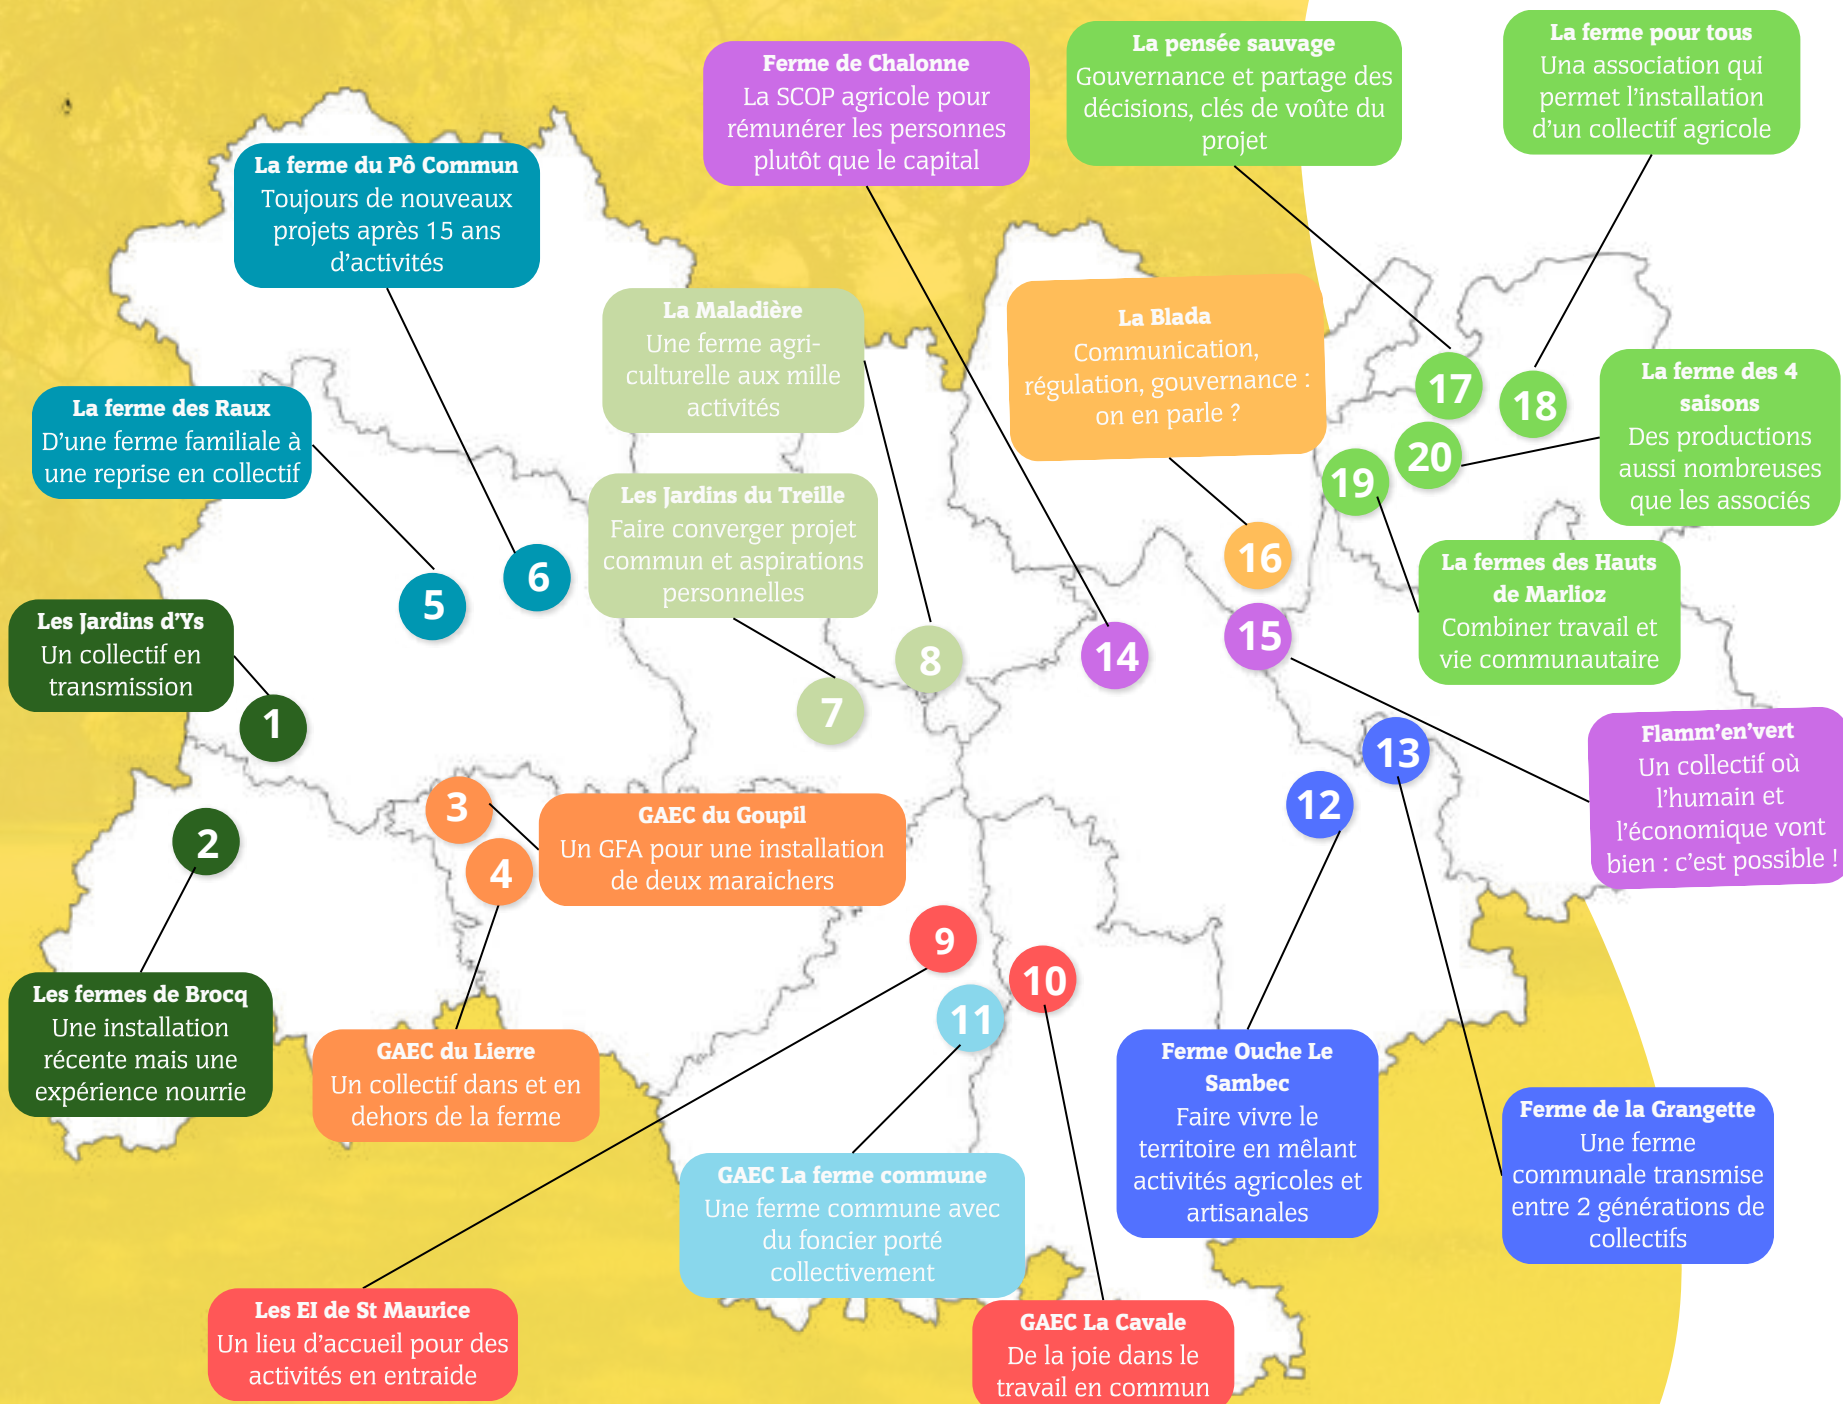 Ferme de Chalonne
La SCOP agricole pour
rémunérer les personnes
plutôt que le capital
La pensée sauvage
Gouvernance et partage des
décisions, clés de voûte du
projet
La ferme pour tous
Una association qui
permet l'installation
d'un collectif agricole
La ferme du Pô Commun
Toujours de nouveaux
projets après 15 ans
d'activités
La Maladière
Une ferme agri-
culturelle aux mille
activités
La Blada
Communication,
régulation, gouvernance :
on en parle ?
17
18
La ferme des 4
saisons
Des productions
aussi nombreuses
que les associés
20
19
La ferme des Raux
D'une ferme familiale à
une reprise en collectif
Les Jardins du Treille
Faire converger projet
commun et aspirations
personnelles
16
La fermes des Hauts
de Marlioz
Combiner travail et
vie communautaire
6
5
15
14
8
7
Les Jardins d'Ys
Un collectif en
transmission
1
Flamm'en'vert
Un collectif où
l'humain et
l'économique vont
bien : c'est possible !
13
12
2
3
4
GAEC du Goupil
Un GFA pour une installation
de deux maraichers
9
10
11
Les fermes de Brocq
Une installation
récente mais une
expérience nourrie
GAEC du Lierre
Un collectif dans et en
dehors de la ferme
Ferme Ouche Le
Sambec
Faire vivre le
territoire en mêlant
activités agricoles et
artisanales
Ferme de la Grangette
Une ferme
communale transmise
entre 2 générations de
collectifs
GAEC La ferme commune
Une ferme commune avec
du foncier porté
collectivement
Les EI de St Maurice
Un lieu d'accueil pour des
activités en entraide
GAEC La Cavale
De la joie dans le
travail en commun